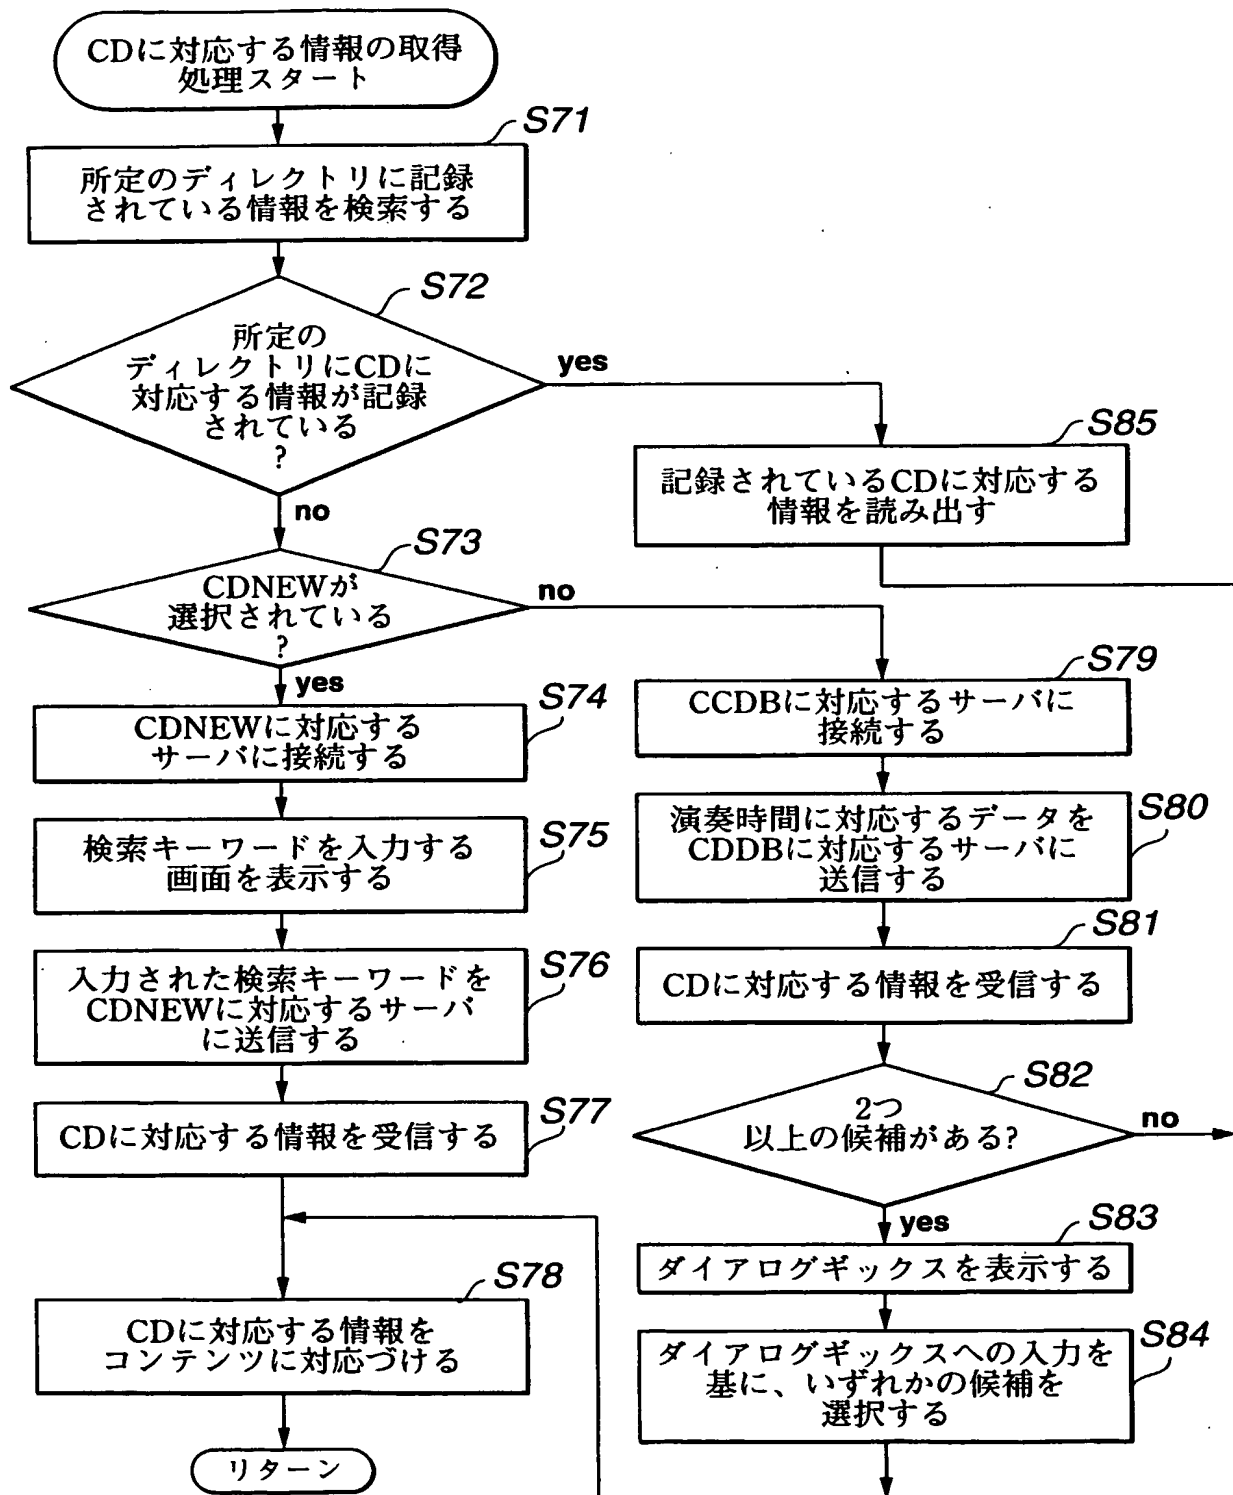 CDに対応する情報の取得
処理スタート
S71
所定のディレクトリに記録
されている情報を検索する
S72
所定の
ディレクトリにCDに
対応する情報が記録
されている
?
yes
no
S85
記録されているCDに対応する
情報を読み出す
S73
CDNEWが
選択されている
?
no
yes
S74
CDNEWに対応する
サーバに接続する
S75
検索キーワードを入力する
画面を表示する
S76
入力された検索キーワードを
CDNEWに対応するサーバ
に送信する
S77
CDに対応する情報を受信する
S78
CDに対応する情報を
コンテンツに対応づける
リターン
S79
CCDBに対応するサーバに
接続する
S80
演奏時間に対応するデータを
CDDBに対応するサーバに
送信する
S81
CDに対応する情報を受信する
S82
2つ
以上の候補がある?
no
yes
S83
ダイアログギックスを表示する
S84
ダイアログギックスへの入力を
基に、いずれかの候補を
選択する